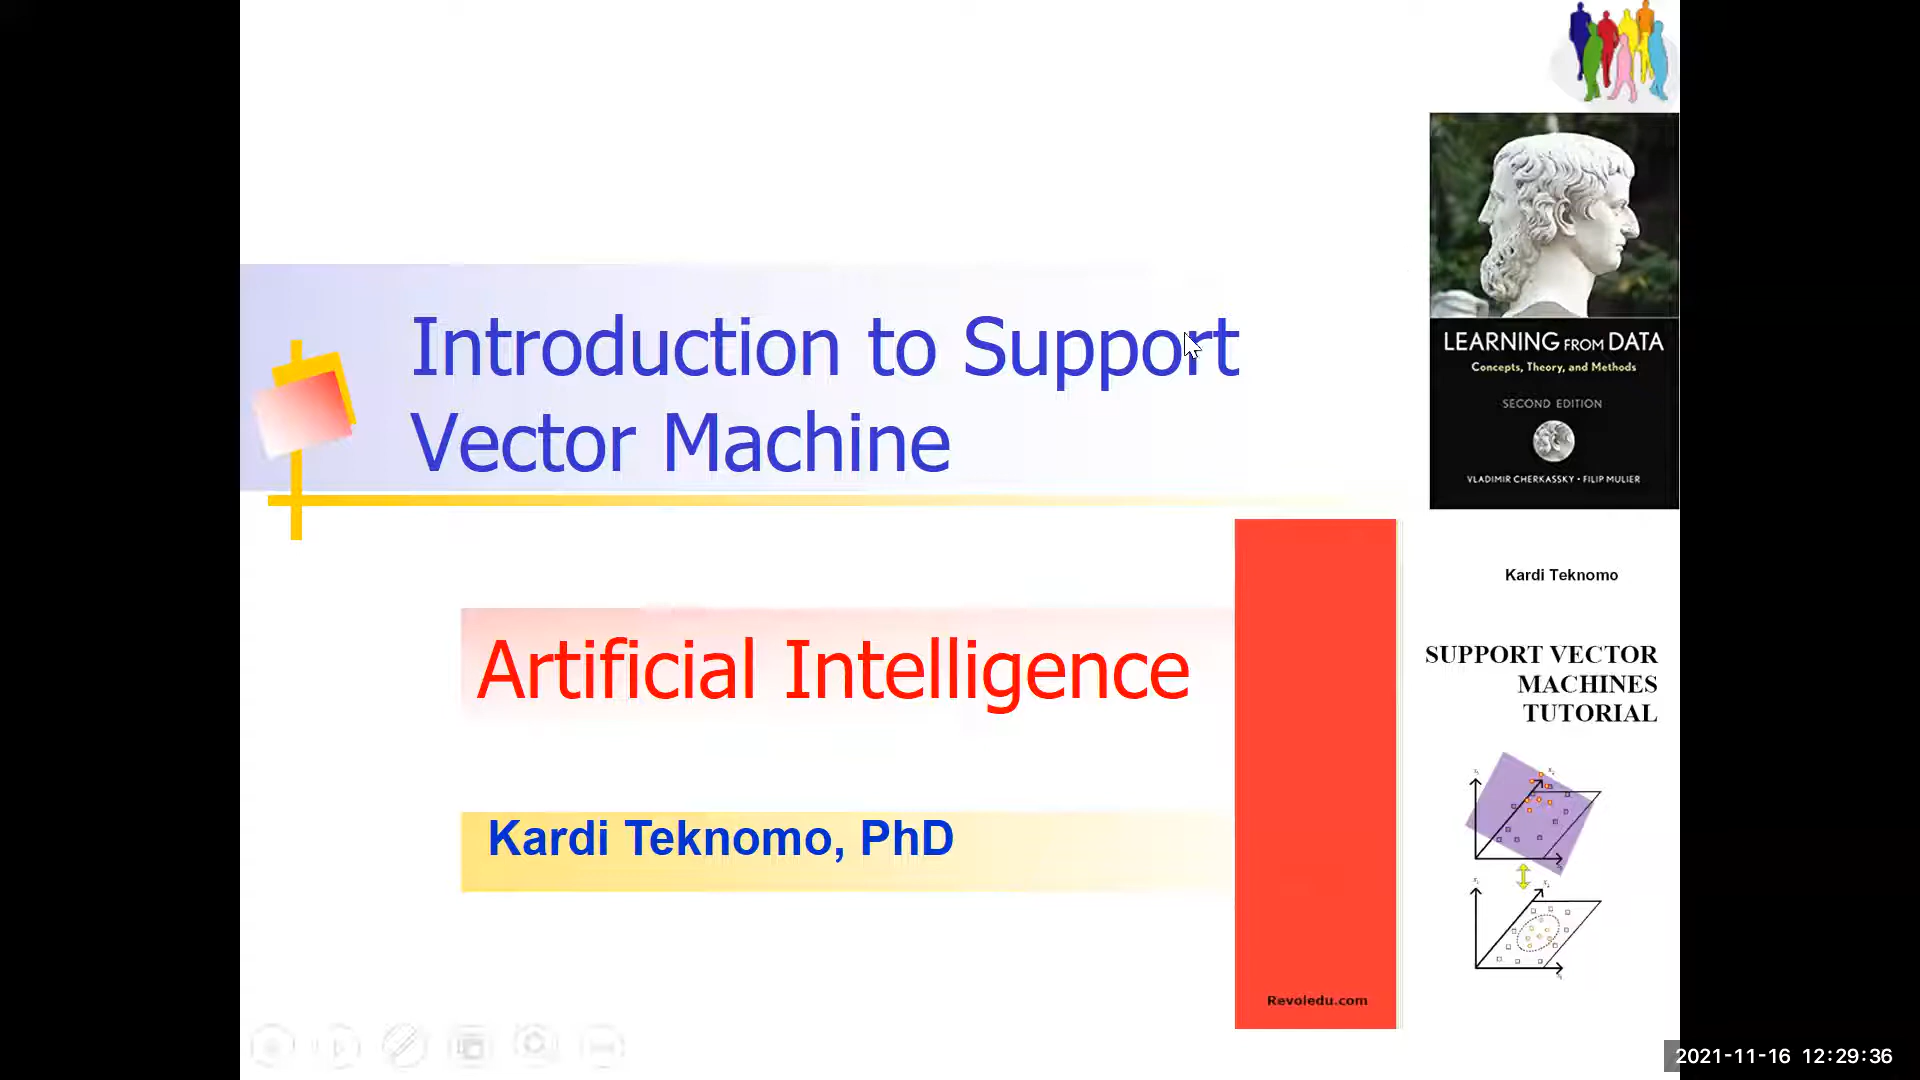 Introduction to Support
Vector Machine
Artificial Intelligence
Kardi Teknomo, PhD
LEARNING FROM DATA
Concepts, Theory, and Methods
SECOND EDITION
VLADIMIR CHERKASSKY • FILIP MULIER
Kardi Teknomo
SUPPORT VECTOR
MACHINES
TUTORIAL
Revoledu.com
2021-11-16 12:29:36